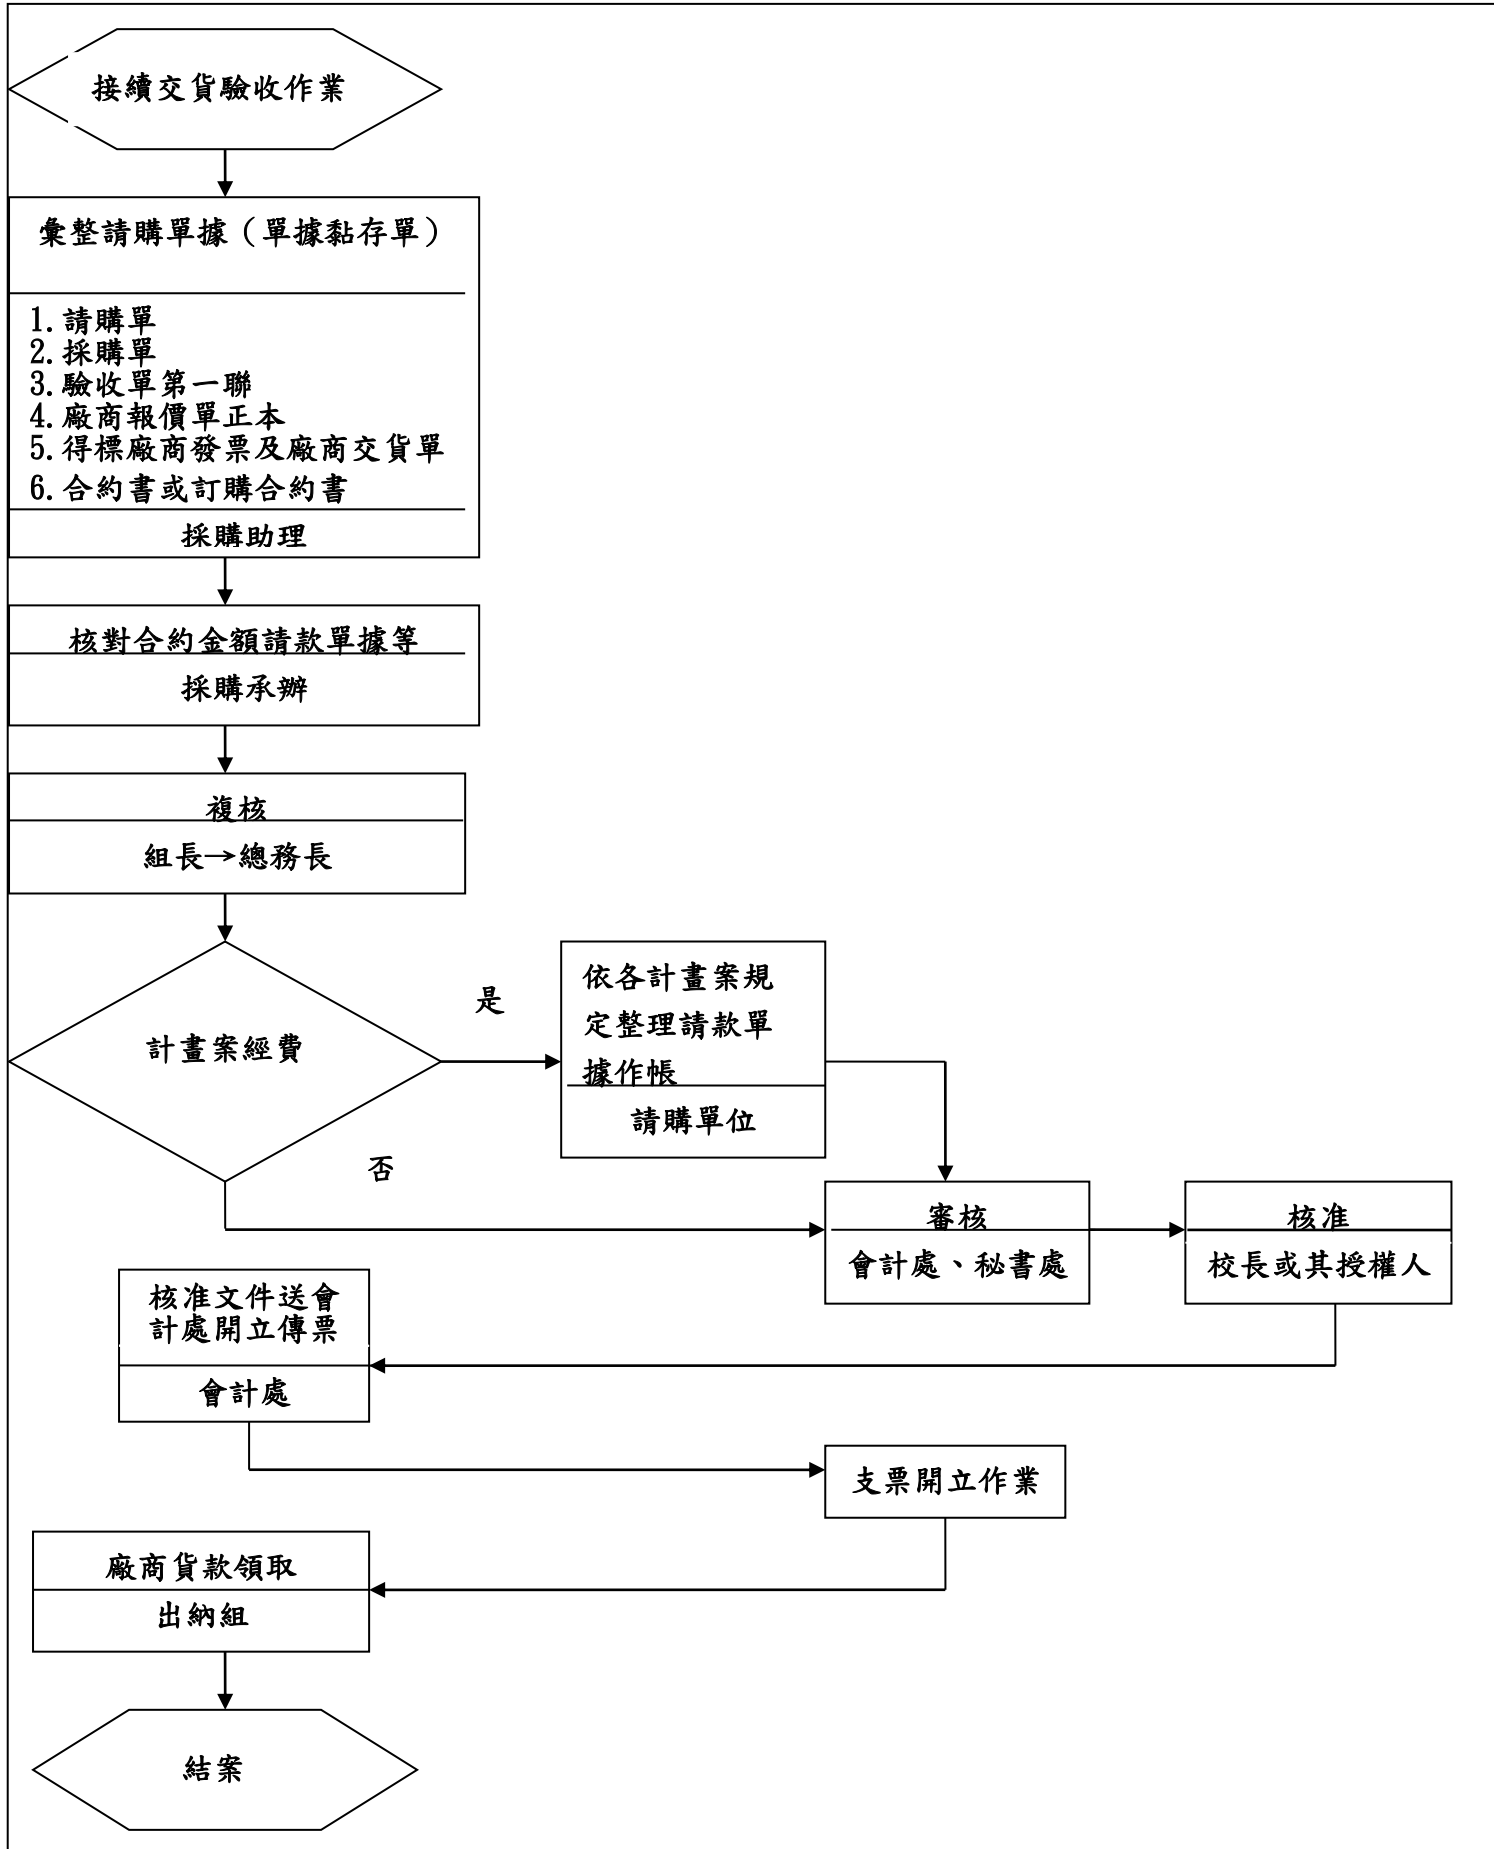 接續交貨驗收作業
彙整請購單據（單據黏存單）
1.請購單
2.採購單
3.驗收單第一聯
4.廠商報價單正本
5.得標廠商發票及廠商交貨單
6.合約書或訂購合約書
採購助理
核對合約金額請款單據等
採購承辦
複核
組長→總務長
計畫案經費
是
依各計畫案規
定整理請款單
據作帳
請購單位
否
審核
會計處、秘書處
核准
校長或其授權人
核准文件送會
計處開立傳票
會計處
支票開立作業
廠商貨款領取
出納組
結案